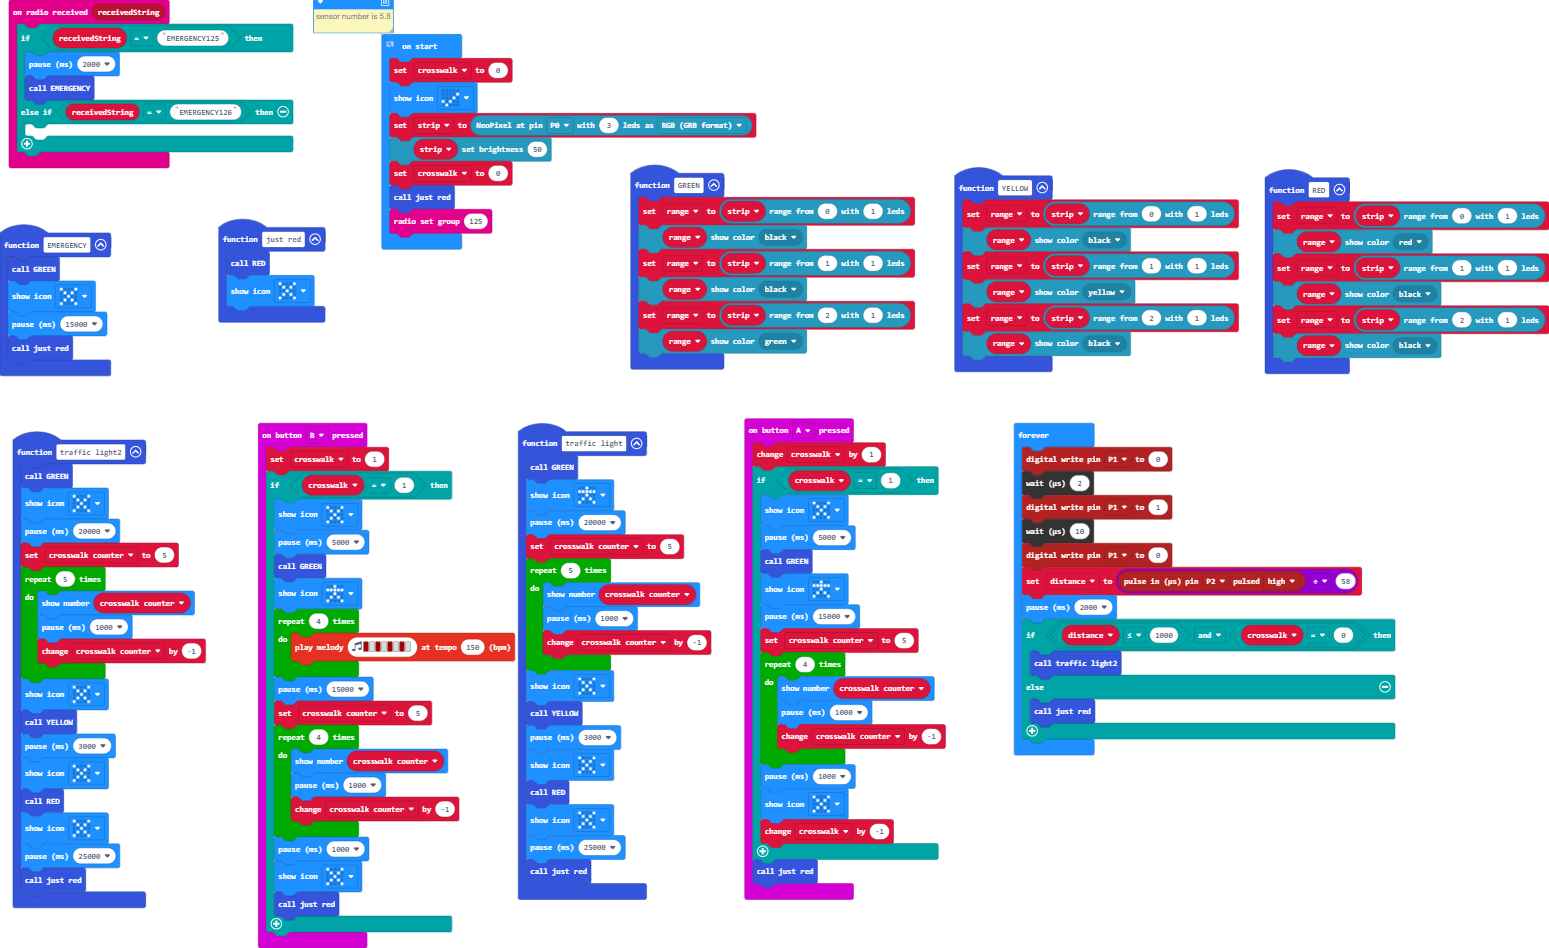 on radio received receivedString
if receivedString = "EMERGENCY125" then
pause (ms) 2000
call EMERGENCY
else if receivedString = "EMERGENCY126" then
sensor number is 5.8
on start
set crosswalk to 0
show icon
set strip to NeoPixel at pin P0 with 3 leds as RGB (GRB format)
strip set brightness 50
set crosswalk to 0
call just red
radio set group 125
function GREEN
set range to strip range from 0 with 1 leds
range show color black
set range to strip range from 1 with 1 leds
range show color black
set range to strip range from 2 with 1 leds
range show color green
function YELLOW
set range to strip range from 0 with 1 leds
range show color black
set range to strip range from 1 with 1 leds
range show color yellow
set range to strip range from 2 with 1 leds
range show color black
function RED
set range to strip range from 0 with 1 leds
range show color red
set range to strip range from 1 with 1 leds
range show color black
set range to strip range from 2 with 1 leds
range show color black
function EMERGENCY
call GREEN
show icon
pause (ms) 15000
call just red
function just red
call RED
show icon
function traffic light2
call GREEN
show icon
pause (ms) 20000
set crosswalk counter to 5
repeat 5 times
do show number crosswalk counter
pause (ms) 1000
change crosswalk counter by -1
show icon
call YELLOW
pause (ms) 3000
show icon
call RED
show icon
pause (ms) 25000
call just red
on button B pressed
set crosswalk to 1
if crosswalk = 1 then
show icon
pause (ms) 5000
call GREEN
show icon
repeat 4 times
do play melody at tempo 150 (bpm)
pause (ms) 15000
set crosswalk counter to 5
repeat 4 times
do show number crosswalk counter
pause (ms) 1000
change crosswalk counter by -1
pause (ms) 1000
show icon
call just red
function traffic light
call GREEN
show icon
pause (ms) 20000
set crosswalk counter to 5
repeat 5 times
do show number crosswalk counter
pause (ms) 1000
change crosswalk counter by -1
show icon
call YELLOW
pause (ms) 3000
show icon
call RED
show icon
pause (ms) 25000
call just red
on button A pressed
change crosswalk by 1
if crosswalk = 1 then
show icon
pause (ms) 5000
call GREEN
show icon
pause (ms) 15000
set crosswalk counter to 5
repeat 4 times
do show number crosswalk counter
pause (ms) 1000
change crosswalk counter by -1
pause (ms) 1000
show icon
change crosswalk by -1
call just red
forever
digital write pin P1 to 0
wait (µs) 2
digital write pin P1 to 1
wait (µs) 10
digital write pin P1 to 0
set distance to pulse in (µs) pin P2 pulsed high ÷ 58
pause (ms) 2000
if distance ≤ 1000 and crosswalk = 0 then
call traffic light2
else
call just red